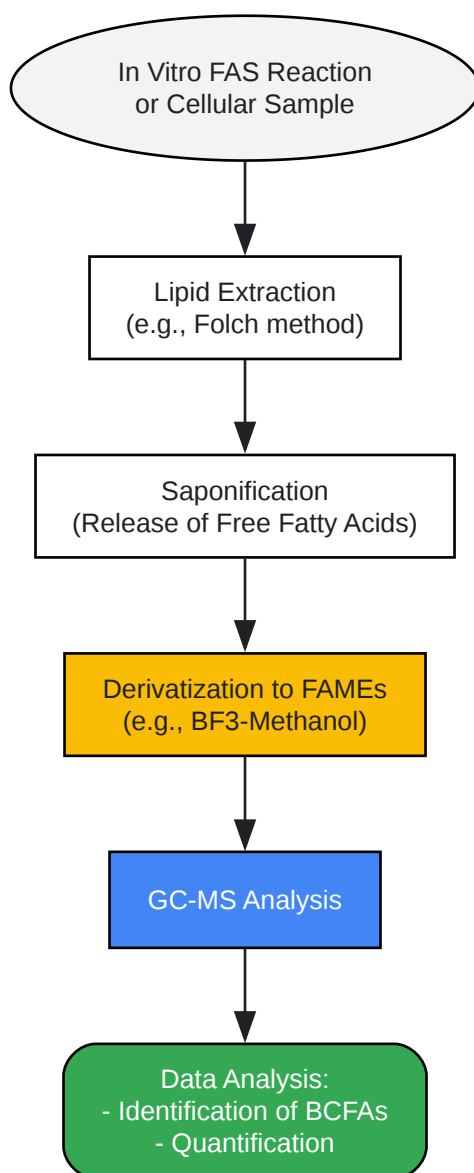 In Vitro FAS Reaction
or Cellular Sample
Lipid Extraction
(e.g., Folch method)
Saponification
(Release of Free Fatty Acids)
Derivatization to FAMEs
(e.g., BF3-Methanol)
GC-MS Analysis
Data Analysis:
- Identification of BCFAs
- Quantification